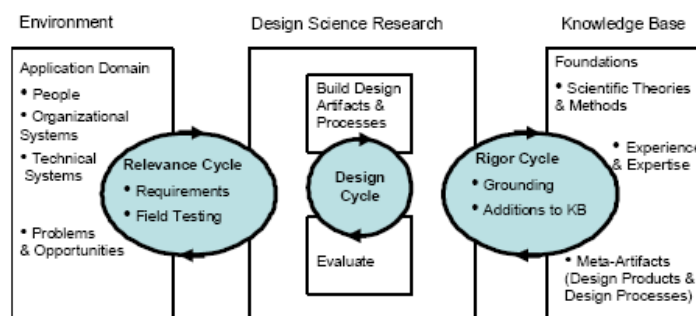 Environment
Design Science Research
Knowledge Base
Application Domain
• People
• Organizational
Systems
• Technical
Systems
• Problems
& Opportunities
Relevance Cycle
• Requirements
• Field Testing
Build Design
Artifacts &
Processes
Design
Cycle
Evaluate
Rigor Cycle
• Grounding
• Additions to KB
Foundations
• Scientific Theories
& Methods
• Experience
& Expertise
• Meta-Artifacts
(Design Products &
Design Processes)